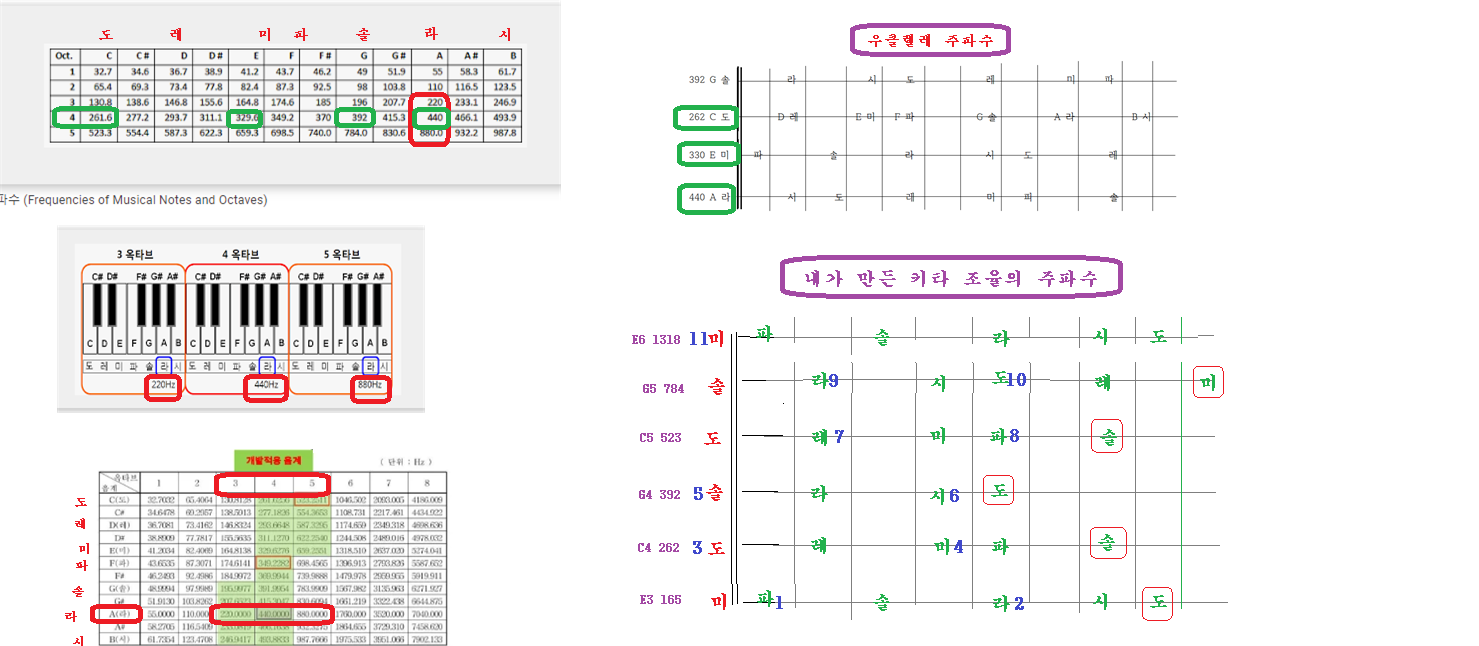 도 레 미 파 솔 라 시
Oct. C C# D D# E F F# G G# A A# B
1 32.7 34.6 36.7 38.9 41.2 43.7 46.2 49 51.9 55 58.3 61.7
2 65.4 69.3 73.4 77.8 82.4 87.3 92.5 98 103.8 110 116.5 123.5
3 130.8 138.6 146.8 155.6 164.8 174.6 185 196 207.7 220 233.1 246.9
4 261.6 277.2 293.7 311.1 329.6 349.2 370 392 415.3 440 466.1 493.9
5 523.3 554.4 587.3 622.3 659.3 698.5 740.0 784.0 830.6 880.0 932.2 987.8
파수 (Frequencies of Musical Notes and Octaves)
3 옥타브 4 옥타브 5 옥타브
C# D# F# G# A# C# D# F# G# A# C# D# F# G# A#
C D E F G A B C D E F G A B C D E F G A B
도 레 미 파 솔 라 시 도 레 미 파 솔 라 시 도 레 미 파 솔 라 시
220Hz 440Hz 880Hz
개발적용 음계
( 단위 : Hz )
옥타브
음계
1 2 3 4 5 6 7 8
도 C(도) 32.7032 65.4064 130.8128 261.6256 523.2511 1046.502 2093.005 4186.009
C# 34.6478 69.2957 138.5913 277.1826 554.3653 1108.731 2217.461 4434.922
레 D(레) 36.7081 73.4162 146.8324 293.6648 587.3295 1174.659 2349.318 4698.636
D# 38.8909 77.7817 155.5635 311.1270 622.2540 1244.508 2489.016 4978.032
미 E(미) 41.2034 82.4069 164.8138 329.6276 659.2551 1318.510 2637.020 5274.041
파 F(파) 43.6535 87.3071 174.6141 349.2282 698.4565 1396.913 2793.826 5587.652
F# 46.2493 92.4986 184.9972 369.9944 739.9888 1479.978 2959.955 5919.911
솔 G(솔) 48.9994 97.9989 195.9977 391.9954 783.9909 1567.982 3135.963 6271.927
G# 51.9130 103.8262 207.6523 415.3047 830.6094 1661.219 3322.438 6644.875
라 A(라) 55.0000 110.0000 220.0000 440.0000 880.0000 1760.000 3520.000 7040.000
A# 58.2705 116.5409 233.0819 466.1638 932.3275 1864.655 3729.310 7458.620
시 B(시) 61.7354 123.4708 246.9417 493.8833 987.7666 1975.533 3951.066 7902.133
우클렐레 주파수
392 G 솔 라 시 도 레 미 파
262 C 도 D 레 E 미 F 파 G 솔 A 라 B 시
330 E 미 파 솔 라 시 도 레
440 A 라 시 도 레 미 파 솔
내가 만든 키타 조율의 주파수
E6 1318 11미 파 솔 라 시 도
G5 784 솔 라9 시 도10 레 미
C5 523 도 레7 미 파8 솔
G4 392 5솔 라 시6 도
C4 262 3도 레 미4 파 솔
E3 165 미 파1 솔 라2 시 도